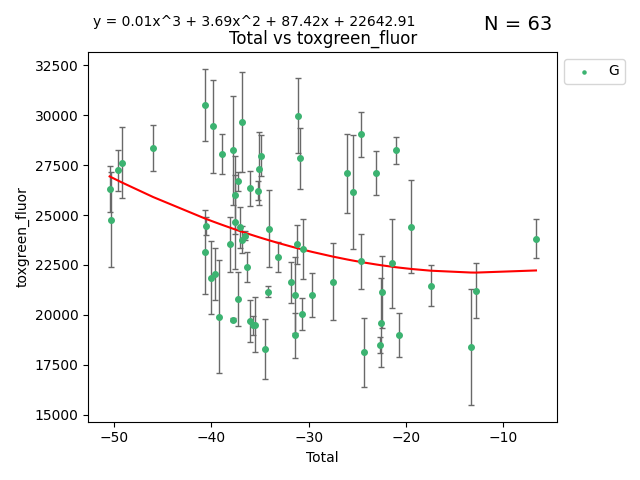 y = 0.01x^3 + 3.69x^2 + 87.42x + 22642.91
N = 63
Total vs toxgreen_fluor
G
32500
30000
27500
25000
22500
20000
17500
15000
toxgreen_fluor
−50
−40
−30
−20
−10
Total